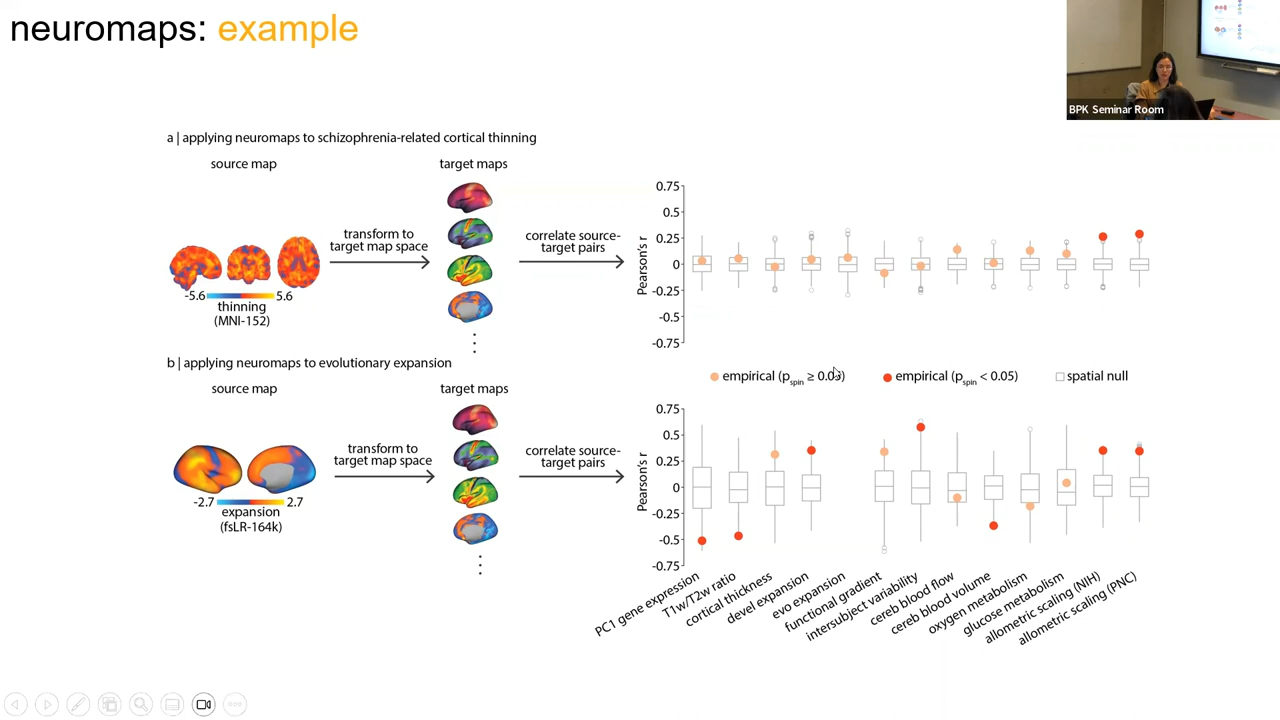 neuromaps: example
BPK Seminar Room
a | applying neuromaps to schizophrenia-related cortical thinning
source map
target maps
transform to
target map space
correlate source-
target pairs
-5.6
5.6
thinning
(MNI-152)
Pearson's r
0.75
0.5
0.25
0
-0.25
-0.5
-0.75
b | applying neuromaps to evolutionary expansion
source map
target maps
empirical (pspin ≥ 0.05)
empirical (pspin < 0.05)
spatial null
transform to
target map space
correlate source-
target pairs
-2.7
2.7
expansion
(fsLR-164k)
Pearson's r
0.75
0.5
0.25
0
-0.25
-0.5
-0.75
PC1 gene expression
T1w/T2w ratio
cortical thickness
devel expansion
evo expansion
functional gradient
intersubject variability
cereb blood flow
cereb blood volume
oxygen metabolism
glucose metabolism
allometric scaling (NIH)
allometric scaling (PNC)